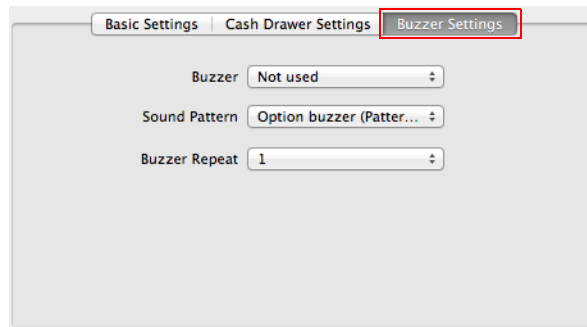 Basic Settings Cash Drawer Settings Buzzer Settings
Buzzer Not used
Sound Pattern Option buzzer (Patter...
Buzzer Repeat 1